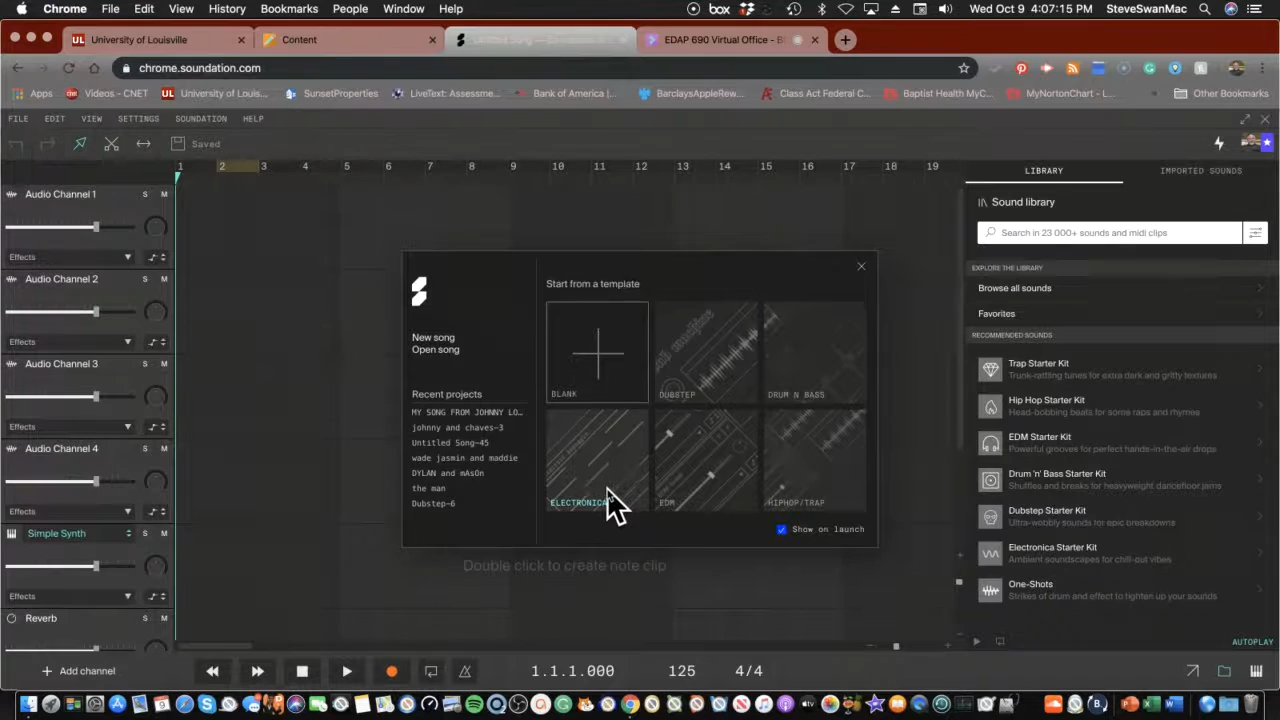 Chrome File Edit View History Bookmarks People Window Help box Wed Oct 9 4:07:15 PM SteveSwanMac
University of Louisville Content EDAP 690 Virtual Office - B
chrome.soundation.com
Apps Videos - CNET University of Louis... SunsetProperties LiveText: Assessme... Bank of America |... BarclaysAppleRew... Class Act Federal C... Baptist Health MyC... MyNortonChart - L... Other Bookmarks
FILE EDIT VIEW SETTINGS SOUNDATION HELP
Saved
1 2 3 4 5 6 7 8 9 10 11 12 13 14 15 16 17 18 19
Audio Channel 1 S M
Effects
Audio Channel 2 S M
Effects
Audio Channel 3 S M
Effects
Audio Channel 4 S M
Effects
Simple Synth S M
Effects
Reverb S M
Start from a template
New song
Open song
Recent projects
MY SONG FROM JOHNNY LO...
johnny and chaves-3
Untitled Song-45
wade jasmin and maddie
DYLAN and mAsOn
the man
Dubstep-6
BLANK DUBSTEP DRUM N BASS
ELECTRONICA EDM HIPHOP/TRAP
Show on launch
Double click to create note clip
LIBRARY IMPORTED SOUNDS
Sound library
Search in 23 000+ sounds and midi clips
EXPLORE THE LIBRARY
Browse all sounds
Favorites
RECOMMENDED SOUNDS
Trap Starter Kit
Trunk-rattling tunes for extra dark and gritty textures
Hip Hop Starter Kit
Head-bobbing beats for some raps and rhymes
EDM Starter Kit
Powerful grooves for perfect hands-in-the-air drops
Drum 'n' Bass Starter Kit
Shuffles and breaks for heavyweight dancefloor jams
Dubstep Starter Kit
Ultra-wobbly sounds for epic breakdowns
Electronica Starter Kit
Ambient soundscapes for chill-out vibes
One-Shots
Strikes of drum and effect to tighten up your sounds
AUTOPLAY
+ Add channel 1.1.1.000 125 4/4